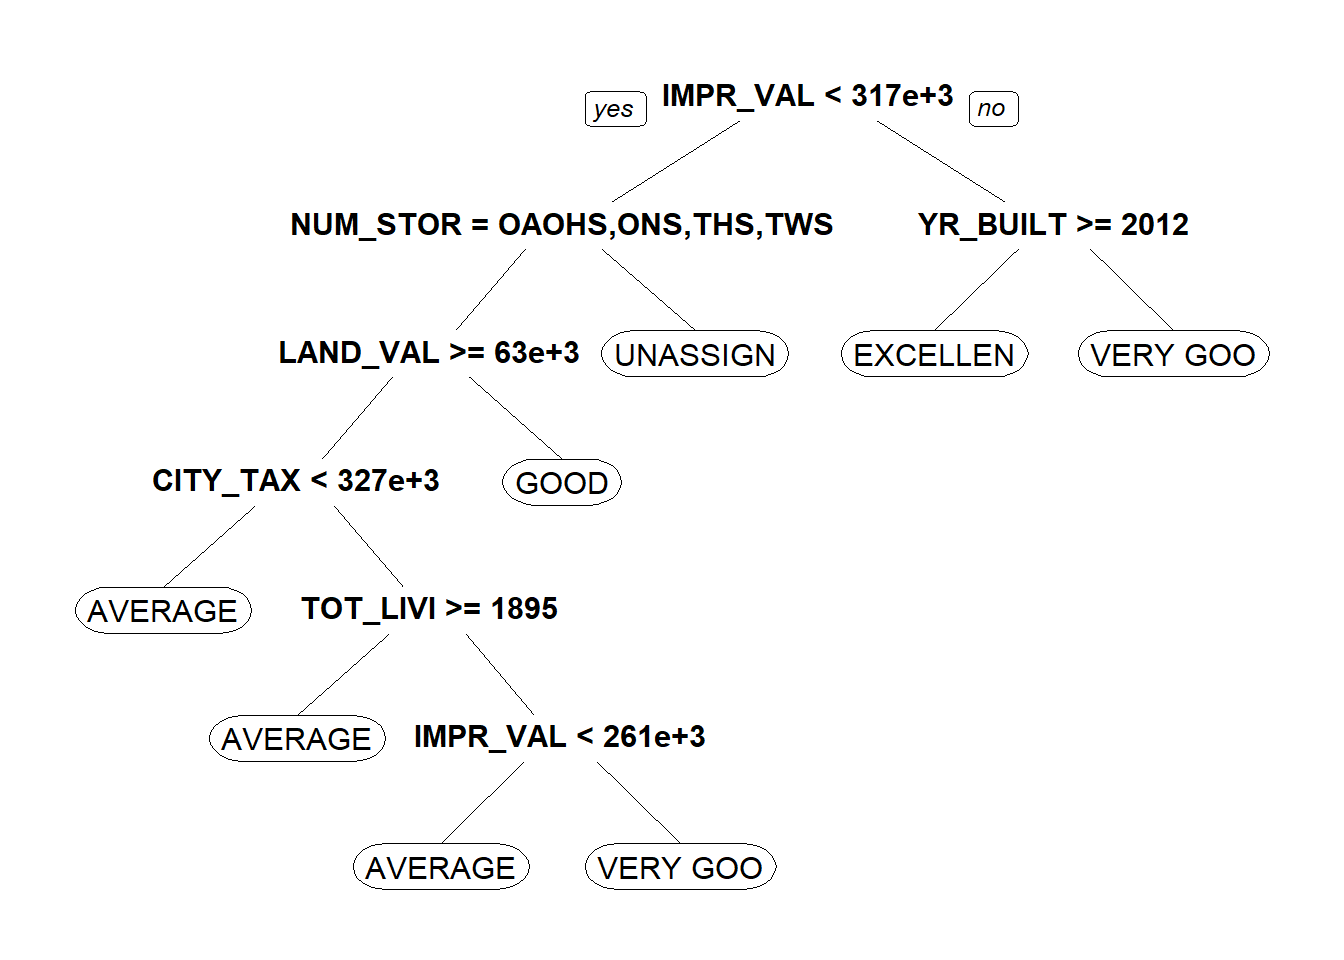 yes IMPR_VAL < 317e+3 no
NUM_STOR = OAOHS,ONS,THS,TWS
YR_BUILT >= 2012
LAND_VAL >= 63e+3
UNASSIGN
EXCELLEN
VERY GOO
CITY_TAX < 327e+3
GOOD
AVERAGE
TOT_LIVI >= 1895
AVERAGE
IMPR_VAL < 261e+3
AVERAGE
VERY GOO